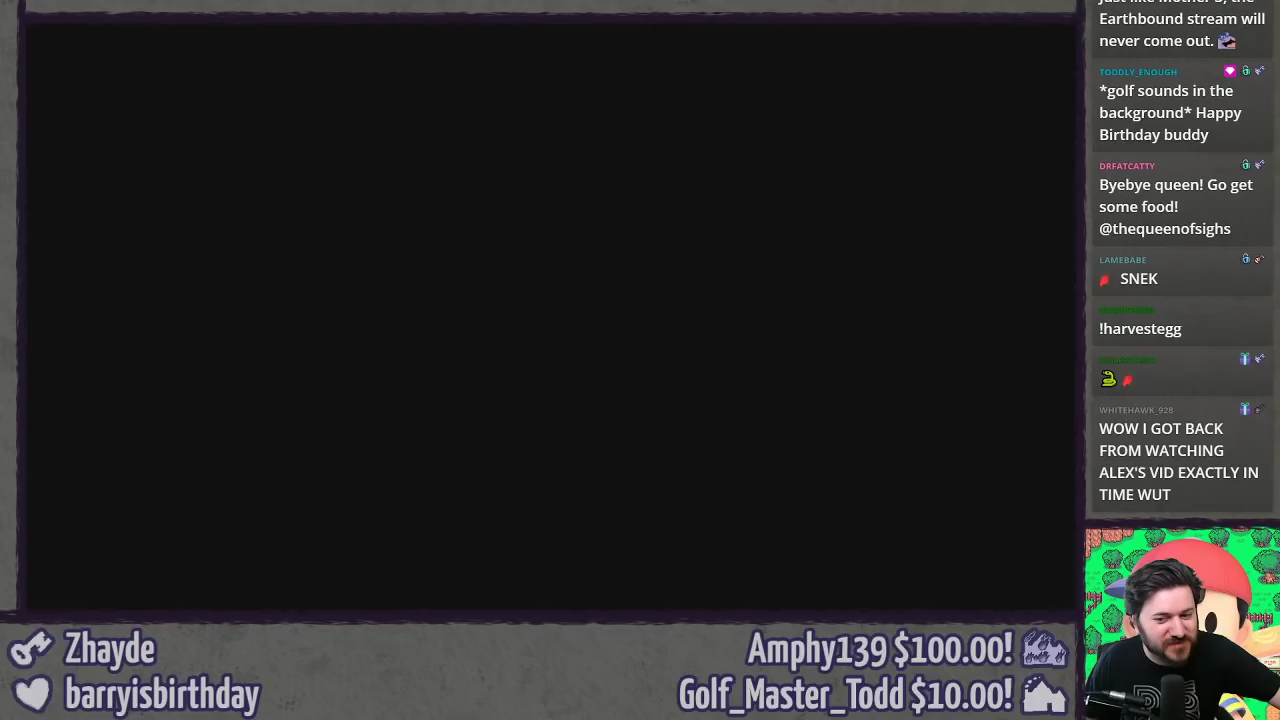 Earthbound stream will
never come out.
TODDLY_ENOUGH
*golf sounds in the
background* Happy
Birthday buddy
DRFATCATTY
Byebye queen! Go get
some food!
@thequeenofsighs
LAMEBABE
SNEK
!harvestegg
WHITEHAWK_928
WOW I GOT BACK
FROM WATCHING
ALEX'S VID EXACTLY IN
TIME WUT
Zhayde
barryisbirthday
Amphy139 $100.00!
Golf_Master_Todd $10.00!